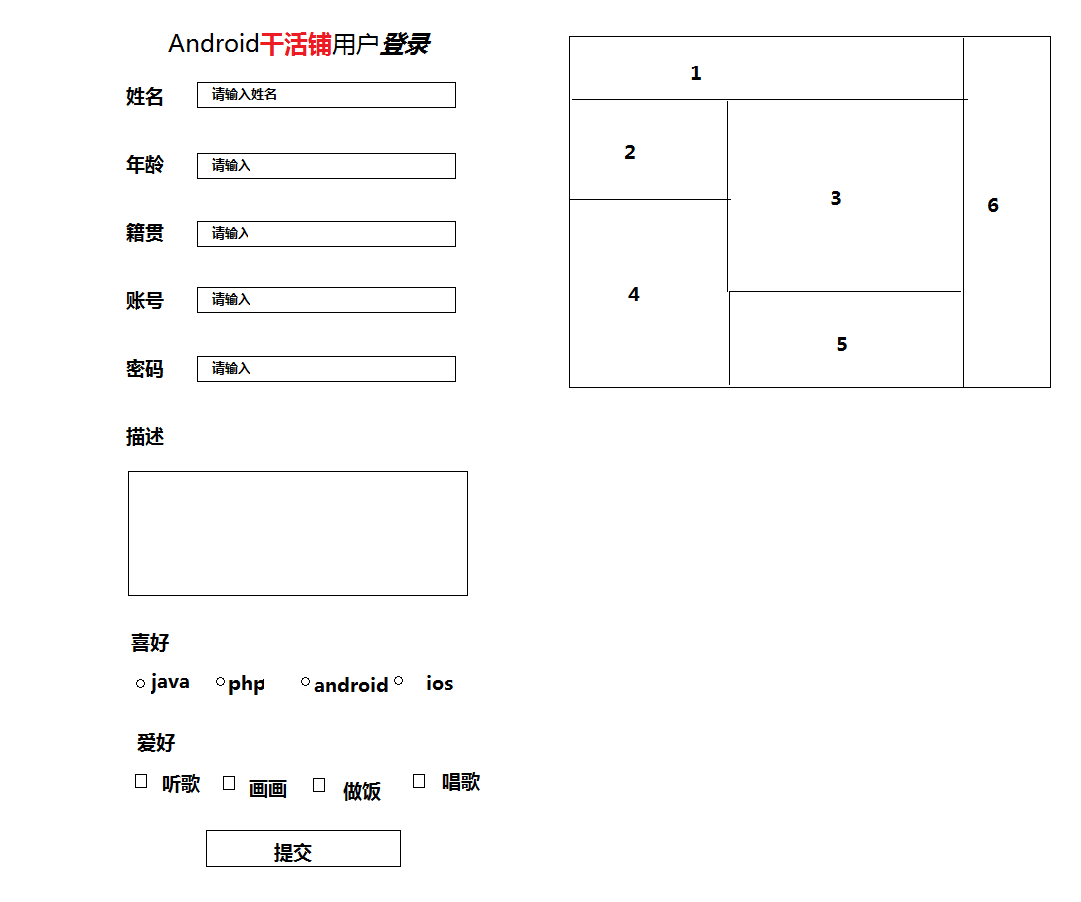 Android干活铺用户登录
姓名 请输入姓名
年龄 请输入
籍贯 请输入
账号 请输入
密码 请输入
描述
喜好
java php android ios
爱好
听歌 画画 做饭 唱歌
提交
1
2
3
6
4
5